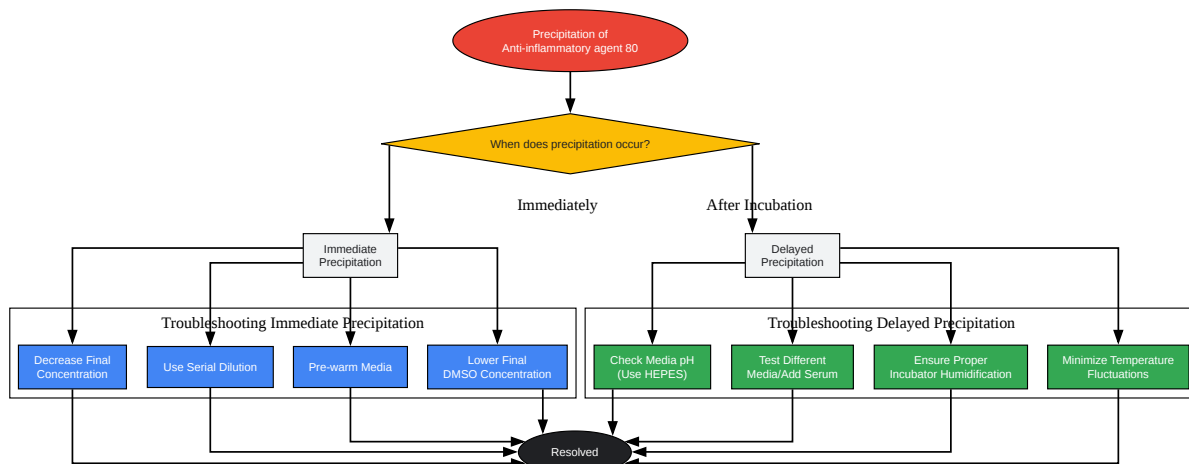 Precipitation of
Anti-inflammatory agent 80
When does precipitation occur?
Immediately
After Incubation
Immediate
Precipitation
Delayed
Precipitation
Troubleshooting Immediate Precipitation
Troubleshooting Delayed Precipitation
Decrease Final
Concentration
Use Serial Dilution
Pre-warm Media
Lower Final
DMSO Concentration
Check Media pH
(Use HEPES)
Test Different
Media/Add Serum
Ensure Proper
Incubator Humidification
Minimize Temperature
Fluctuations
Resolved